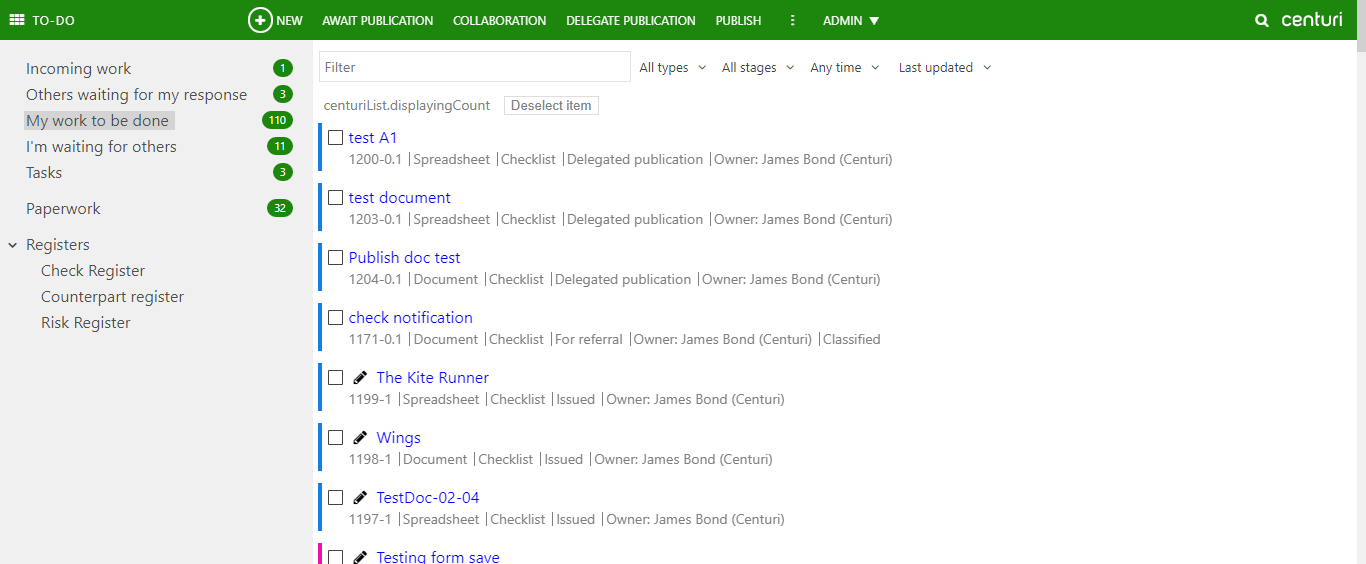 TO-DO NEW AWAIT PUBLICATION COLLABORATION DELEGATE PUBLICATION PUBLISH ADMIN centuri
Incoming work 1
Others waiting for my response 3
My work to be done 110
I'm waiting for others 11
Tasks 3
Paperwork 32
Registers
Check Register
Counterpart register
Risk Register
Filter All types All stages Any time Last updated
centuriList.displayingCount Deselect item
test A1
1200-0.1 |Spreadsheet |Checklist |Delegated publication |Owner: James Bond (Centuri)
test document
1203-0.1 |Spreadsheet |Checklist |Delegated publication |Owner: James Bond (Centuri)
Publish doc test
1204-0.1 |Document |Checklist |Delegated publication |Owner: James Bond (Centuri)
check notification
1171-0.1 |Document |Checklist |For referral |Owner: James Bond (Centuri) |Classified
The Kite Runner
1199-1 |Spreadsheet |Checklist |Issued |Owner: James Bond (Centuri)
Wings
1198-1 |Document |Checklist |Issued |Owner: James Bond (Centuri)
TestDoc-02-04
1197-1 |Spreadsheet |Checklist |Issued |Owner: James Bond (Centuri)
Testing form save